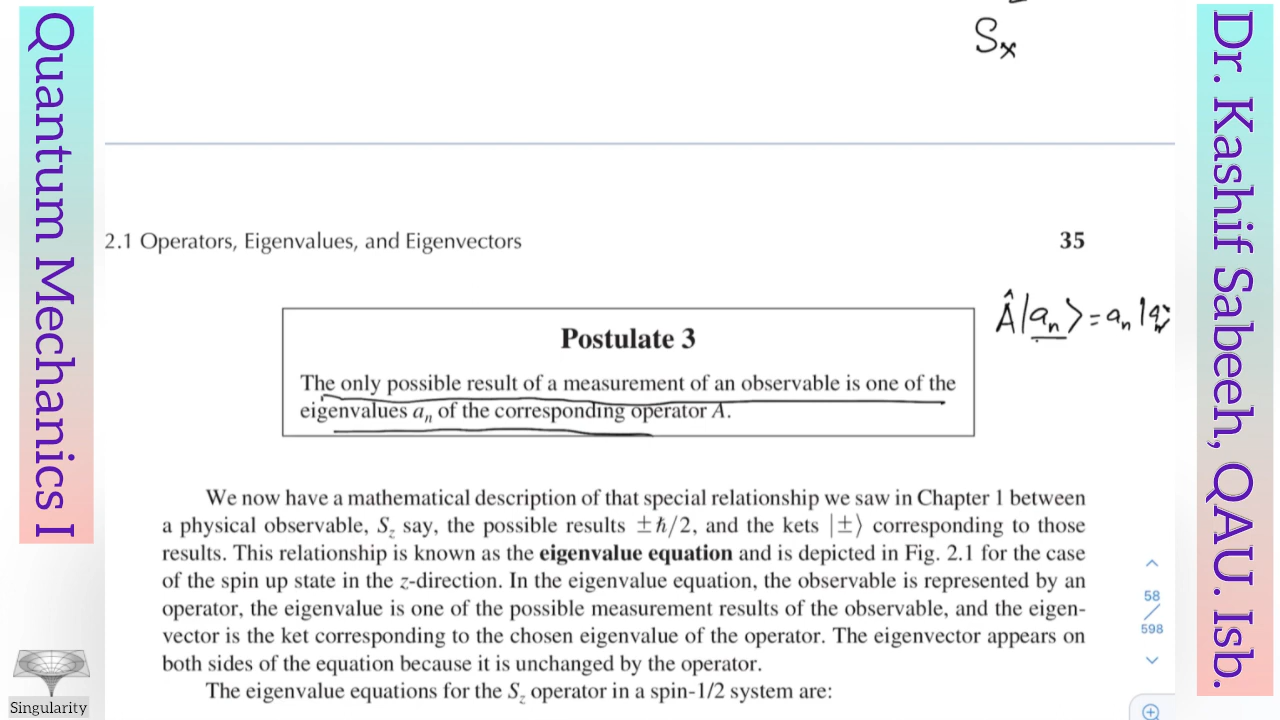 Quantum Mechanics I
Dr. Kashif Sabeeh, QAU. Isb.
Sₓ
2.1 Operators, Eigenvalues, and Eigenvectors
35
Â|aₙ> = aₙ|
Postulate 3
The only possible result of a measurement of an observable is one of the
eigenvalues aₙ of the corresponding operator A.
We now have a mathematical description of that special relationship we saw in Chapter 1 between
a physical observable, S_z say, the possible results ±ℏ/2, and the kets |±⟩ corresponding to those
results. This relationship is known as the eigenvalue equation and is depicted in Fig. 2.1 for the case
of the spin up state in the z-direction. In the eigenvalue equation, the observable is represented by an
operator, the eigenvalue is one of the possible measurement results of the observable, and the eigen-
vector is the ket corresponding to the chosen eigenvalue of the operator. The eigenvector appears on
both sides of the equation because it is unchanged by the operator.
The eigenvalue equations for the S_z operator in a spin-1/2 system are:
58
598
Singularity